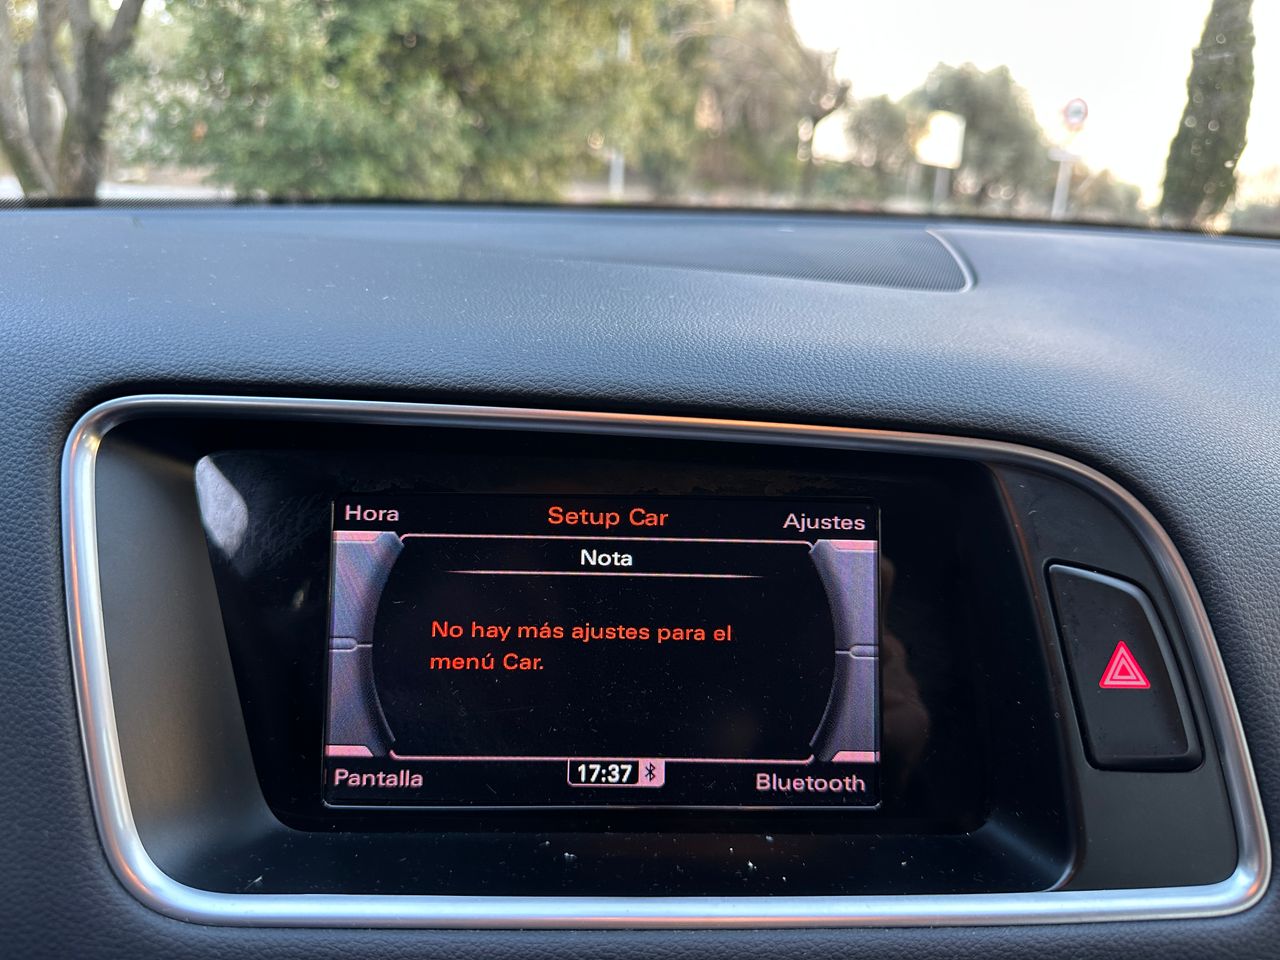 Hora
Setup Car
Ajustes
Nota
No hay más ajustes para el
menú Car.
Pantalla
17:37
Bluetooth